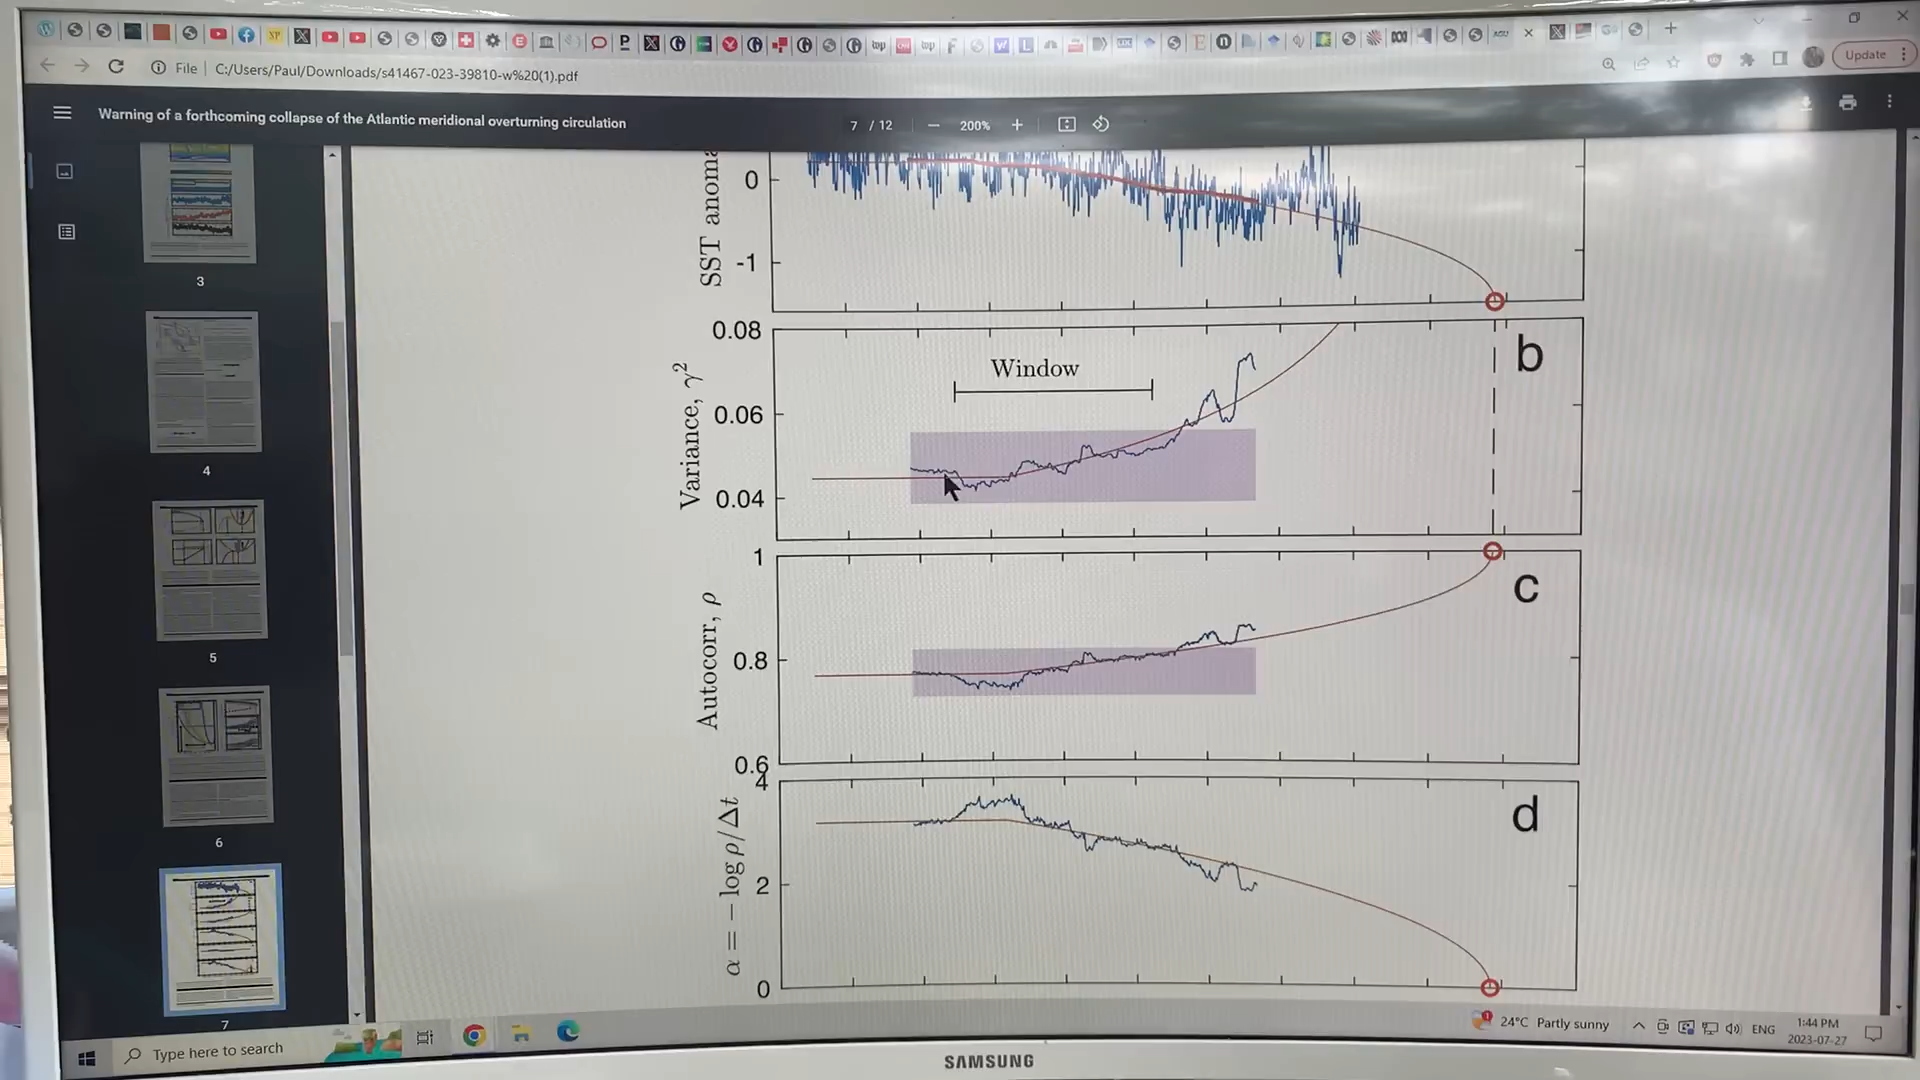 File
C:/Users/Paul/Downloads/s41467-023-39810-w%20(1).pdf
Update
Warning of a forthcoming collapse of the Atlantic meridional overturning circulation
7 / 12
200%
3
4
5
6
7
SST anoma
0
-1
Variance, γ²
0.08
0.06
0.04
Window
b
Autocorr, ρ
1
0.8
0.6
c
α = − log ρ/Δt
4
2
0
d
Type here to search
24°C Partly sunny
ENG
1:44 PM
2023-07-27
SAMSUNG